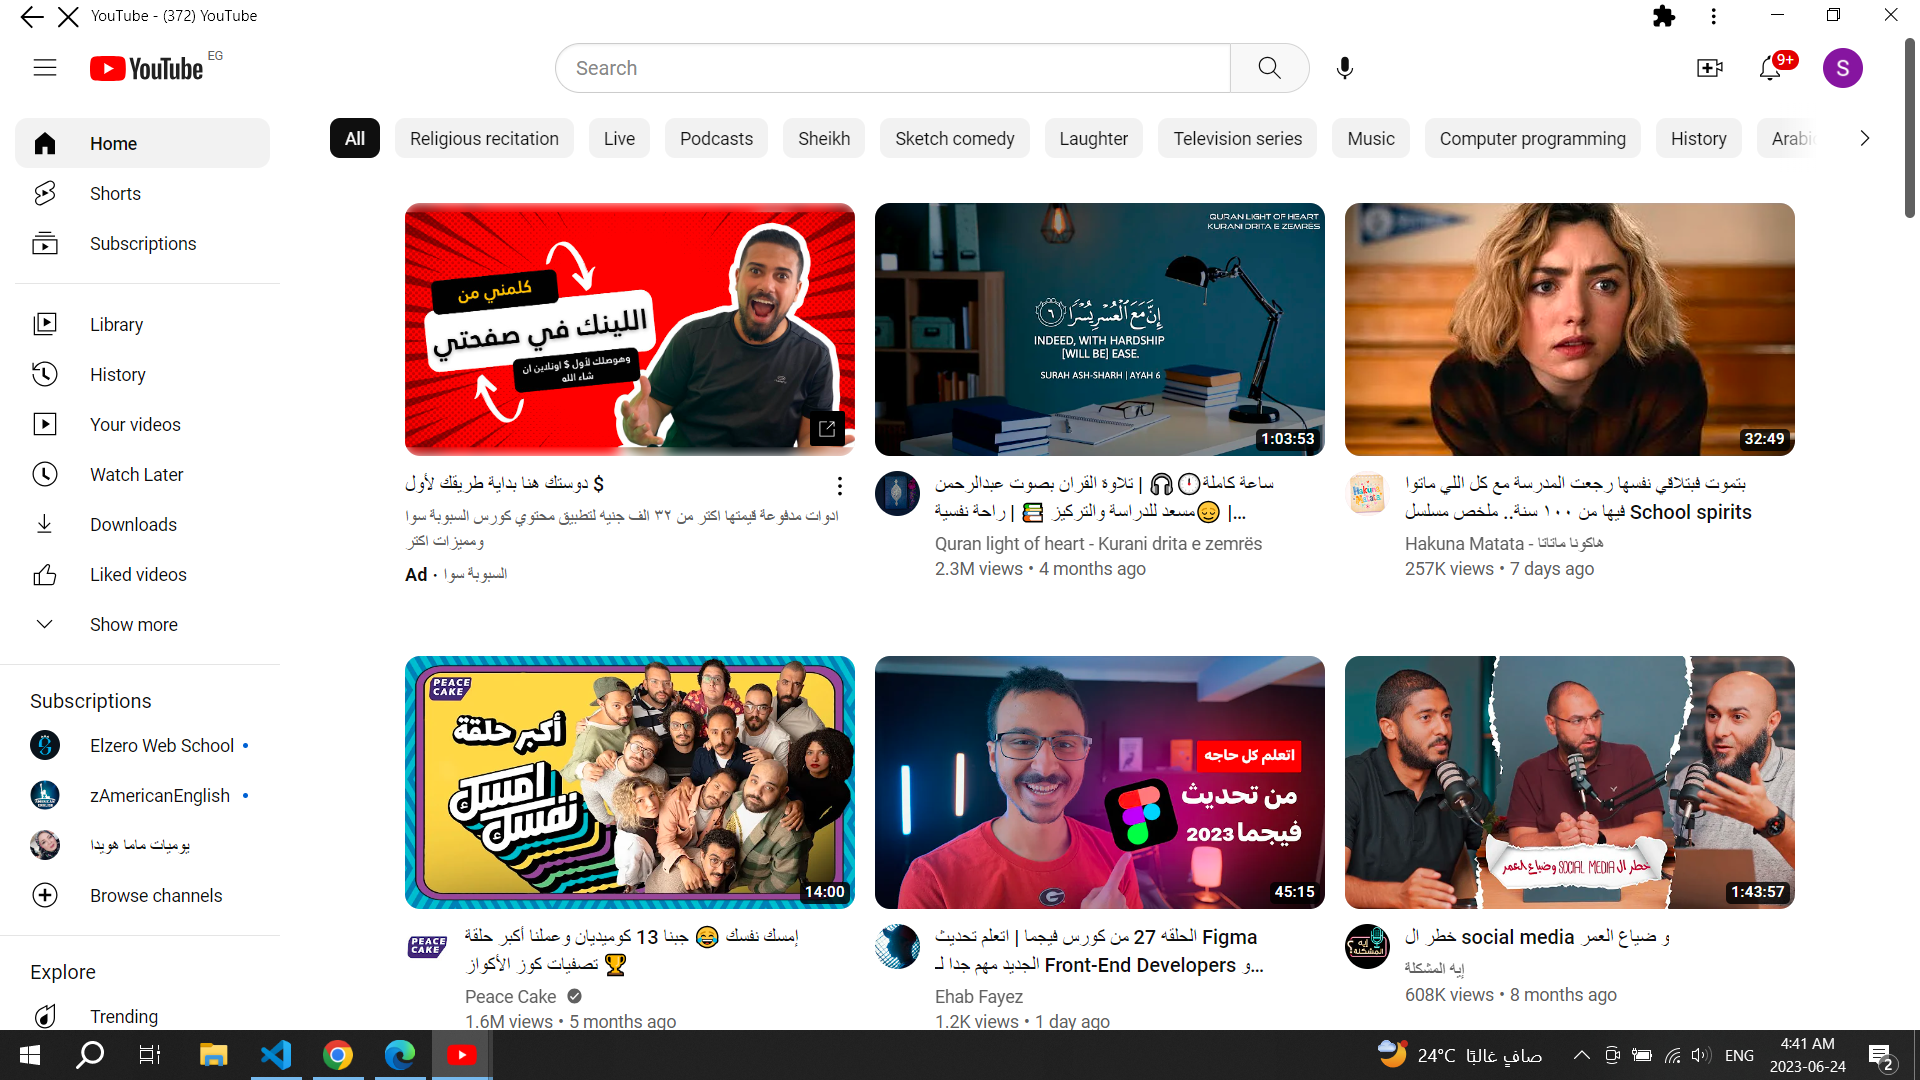 YouTube - (372) YouTube
YouTube EG
Search
9+
S
Home
Shorts
Subscriptions
Library
History
Your videos
Watch Later
Downloads
Liked videos
Show more
Subscriptions
Elzero Web School
zAmericanEnglish
يوميات ماما هويدا
Browse channels
Explore
Trending
All
Religious recitation
Live
Podcasts
Sheikh
Sketch comedy
Laughter
Television series
Music
Computer programming
History
كلمني من
اللينك في صفحتي
وهوصلك لأول $ اونلاين ان
شاء الله
دوستك هنا بداية طريقك لأول $
ادوات مدفوعة قيمتها اكثر من ٣٢ الف جنيه لتطبيق محتوي كورس السبوبة سوا
ومميزات اكتر
Ad · السبوبة سوا
QURAN LIGHT OF HEART
KURANI DRITA E ZEMRËS
إِنَّ مَعَ ٱلْعُسْرِ يُسْرًا ٦
INDEED, WITH HARDSHIP
[WILL BE] EASE.
SURAH ASH-SHARH | AYAH 6
1:03:53
ساعة كاملة🕛🎧 | تلاوة القران بصوت عبدالرحمن
مسعد للدراسة والتركيز 📚 | راحة نفسية😌 |...
Quran light of heart - Kurani drita e zemrës
2.3M views • 4 months ago
32:49
بتموت فبتلاقي نفسها رجعت المدرسة مع كل اللي ماتوا
فيها من ١٠٠ سنة.. ملخص مسلسل School spirits
Hakuna Matata - هاكونا ماتاتا
257K views • 7 days ago
PEACE
CAKE
أكبر حلقة
امسك
نفسك
14:00
PEACE
CAKE
إمسك نفسك 😂 جبنا 13 كوميديان وعملنا أكبر حلقة
تصفيات كوز الأكواز 🏆
Peace Cake
1.6M views • 5 months ago
اتعلم كل حاجه
من تحديث
فيجما 2023
G
45:15
الحلقه 27 من كورس فيجما | اتعلم تحديث Figma
الجديد مهم جدا لـ Front-End Developers و...
Ehab Fayez
1.2K views • 1 day ago
خطر ال SOCIAL MEDIA وضياع العمر
1:43:57
إيه
المشكلة؟
خطر ال social media و ضياع العمر
إيه المشكلة
608K views • 8 months ago
24°C صافٍ غالبًا
ENG
4:41 AM
2023-06-24
2